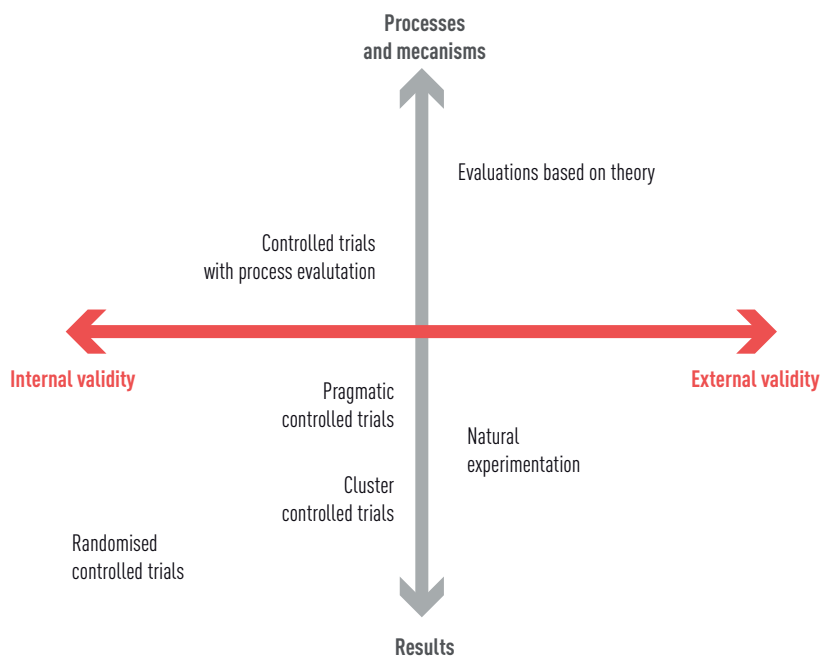 Processes
and mecanisms
Evaluations based on theory
Controlled trials
with process evalutation
Internal validity
External validity
Pragmatic
controlled trials
Natural
experimentation
Cluster
controlled trials
Randomised
controlled trials
Results